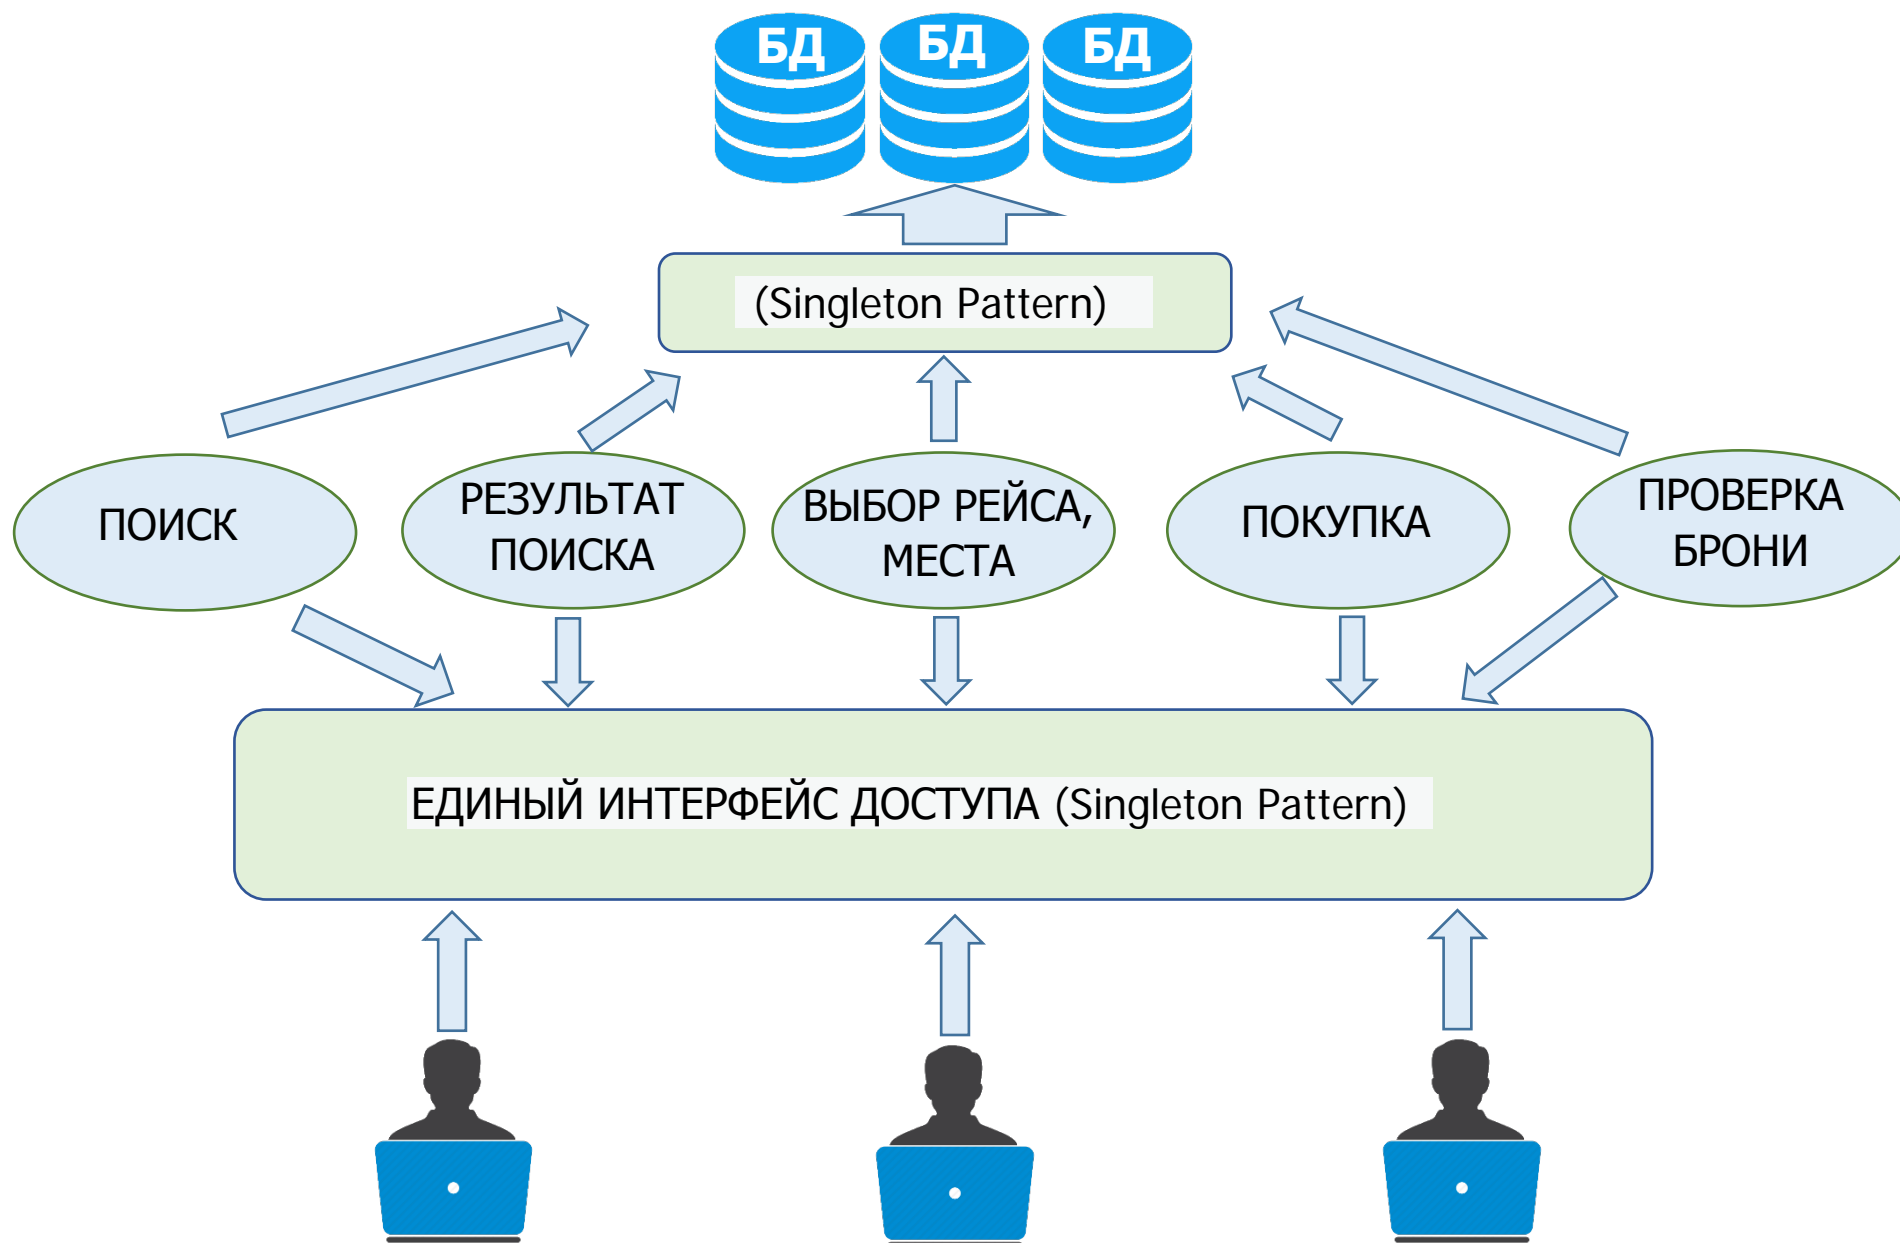 БД БД БД
(Singleton Pattern)
ПОИСК
РЕЗУЛЬТАТ
ПОИСКА
ВЫБОР РЕЙСА,
МЕСТА
ПОКУПКА
ПРОВЕРКА
БРОНИ
ЕДИНЫЙ ИНТЕРФЕЙС ДОСТУПА (Singleton Pattern)